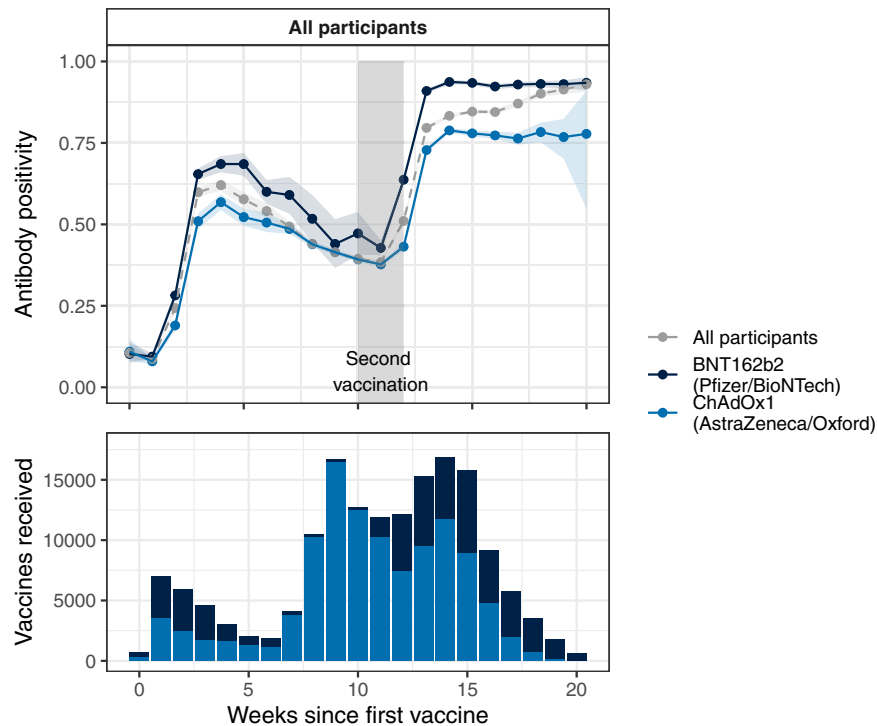 All participants
1.00
0.75
0.50
0.25
0.00
Antibody positivity
Second
vaccination
All participants
BNT162b2
(Pfizer/BioNTech)
ChAdOx1
(AstraZeneca/Oxford)
15000
10000
5000
0
Vaccines received
0 5 10 15 20
Weeks since first vaccine